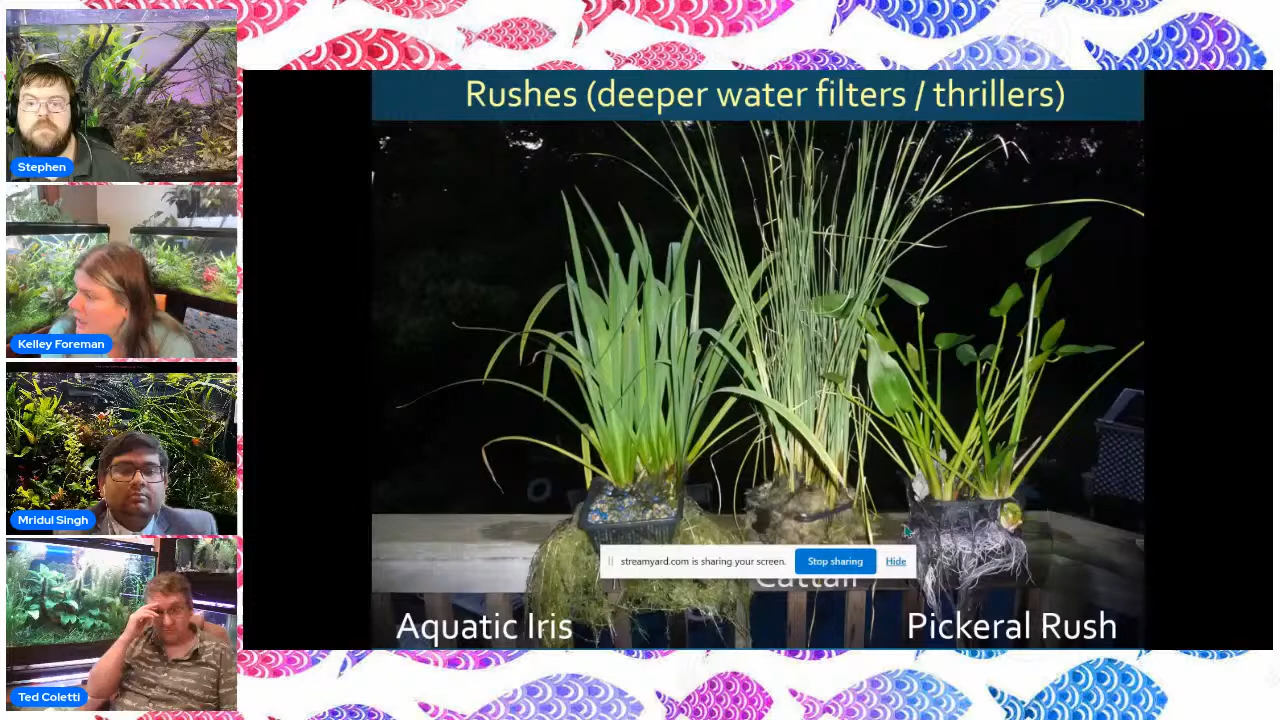 Rushes (deeper water filters / thrillers)
Stephen
Kelley Foreman
Mridul Singh
Ted Coletti
streamyard.com is sharing your screen.
Stop sharing
Hide
Cattail
Aquatic Iris
Pickeral Rush